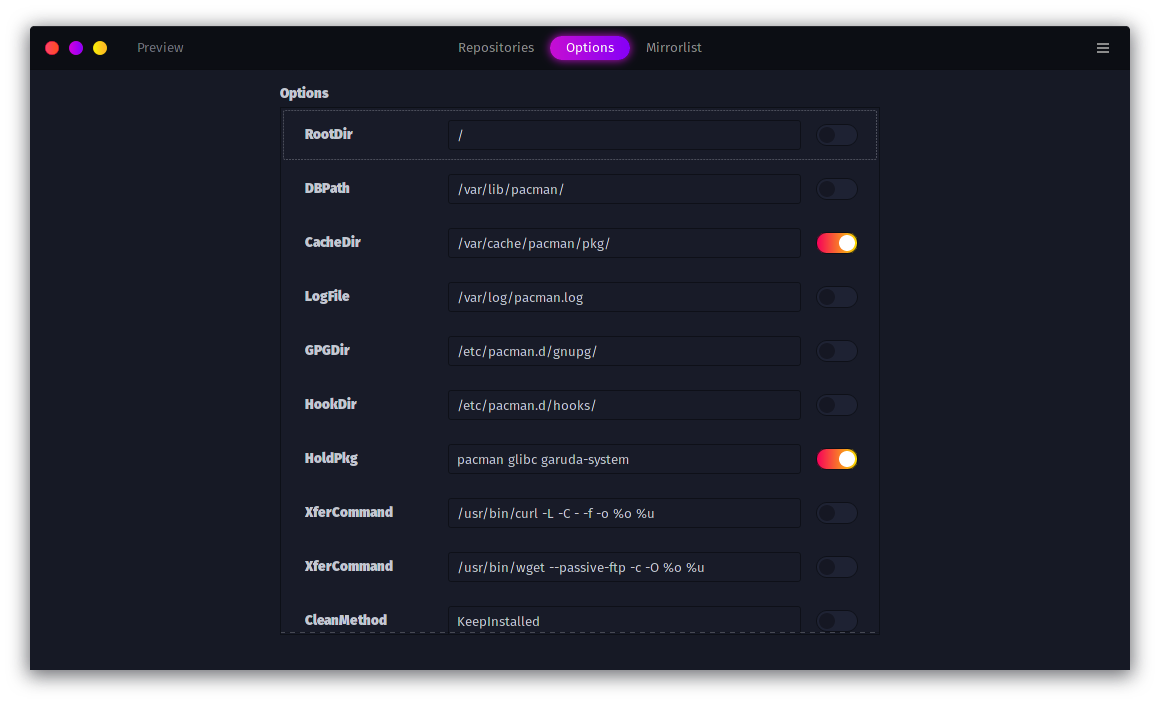 Preview
Repositories
Options
Mirrorlist
Options
RootDir
/
DBPath
/var/lib/pacman/
CacheDir
/var/cache/pacman/pkg/
LogFile
/var/log/pacman.log
GPGDir
/etc/pacman.d/gnupg/
HookDir
/etc/pacman.d/hooks/
HoldPkg
pacman glibc garuda-system
XferCommand
/usr/bin/curl -L -C - -f -o %o %u
XferCommand
/usr/bin/wget --passive-ftp -c -O %o %u
CleanMethod
KeepInstalled